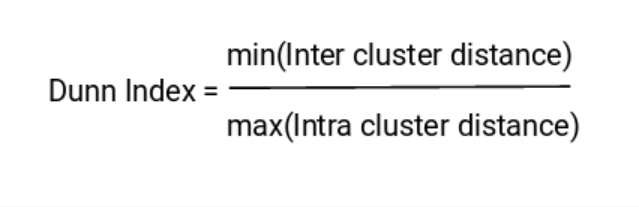 min(Inter cluster distance)
Dunn Index =
max(Intra cluster distance)